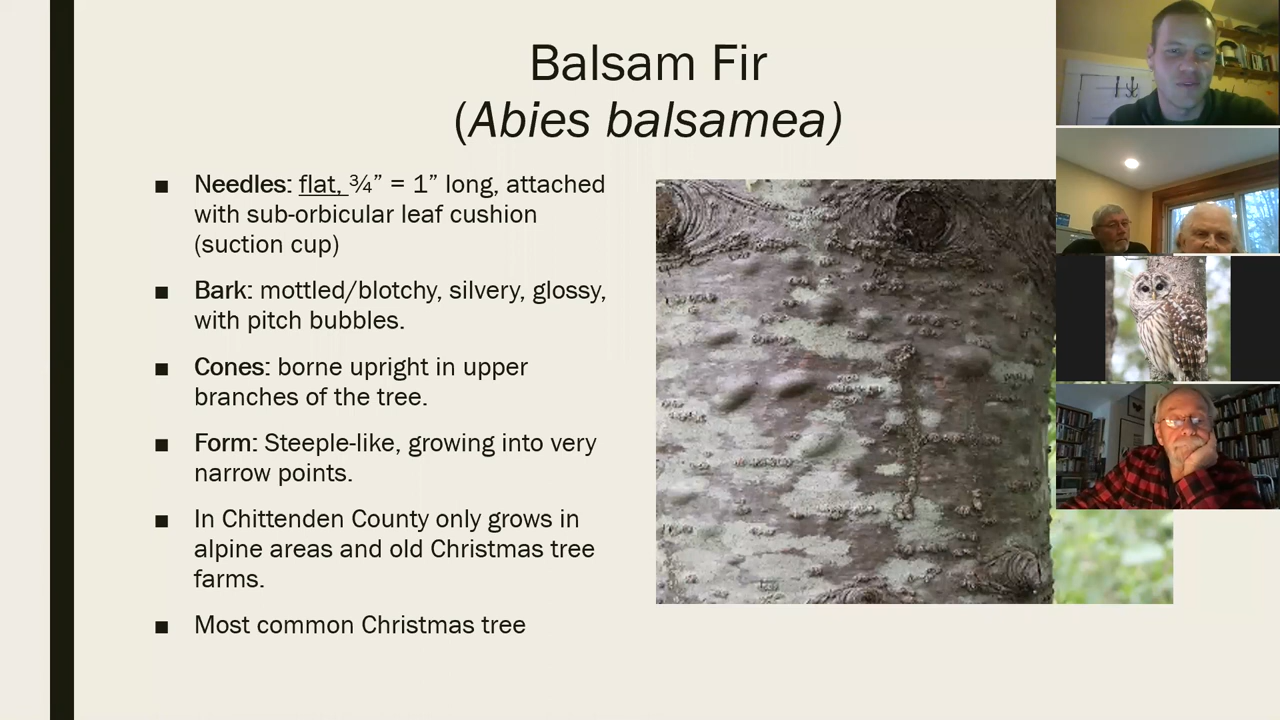 Balsam Fir
(Abies balsamea)
■ Needles: flat, ¾” = 1” long, attached
with sub-orbicular leaf cushion
(suction cup)
■ Bark: mottled/blotchy, silvery, glossy,
with pitch bubbles.
■ Cones: borne upright in upper
branches of the tree.
■ Form: Steeple-like, growing into very
narrow points.
■ In Chittenden County only grows in
alpine areas and old Christmas tree
farms.
■ Most common Christmas tree